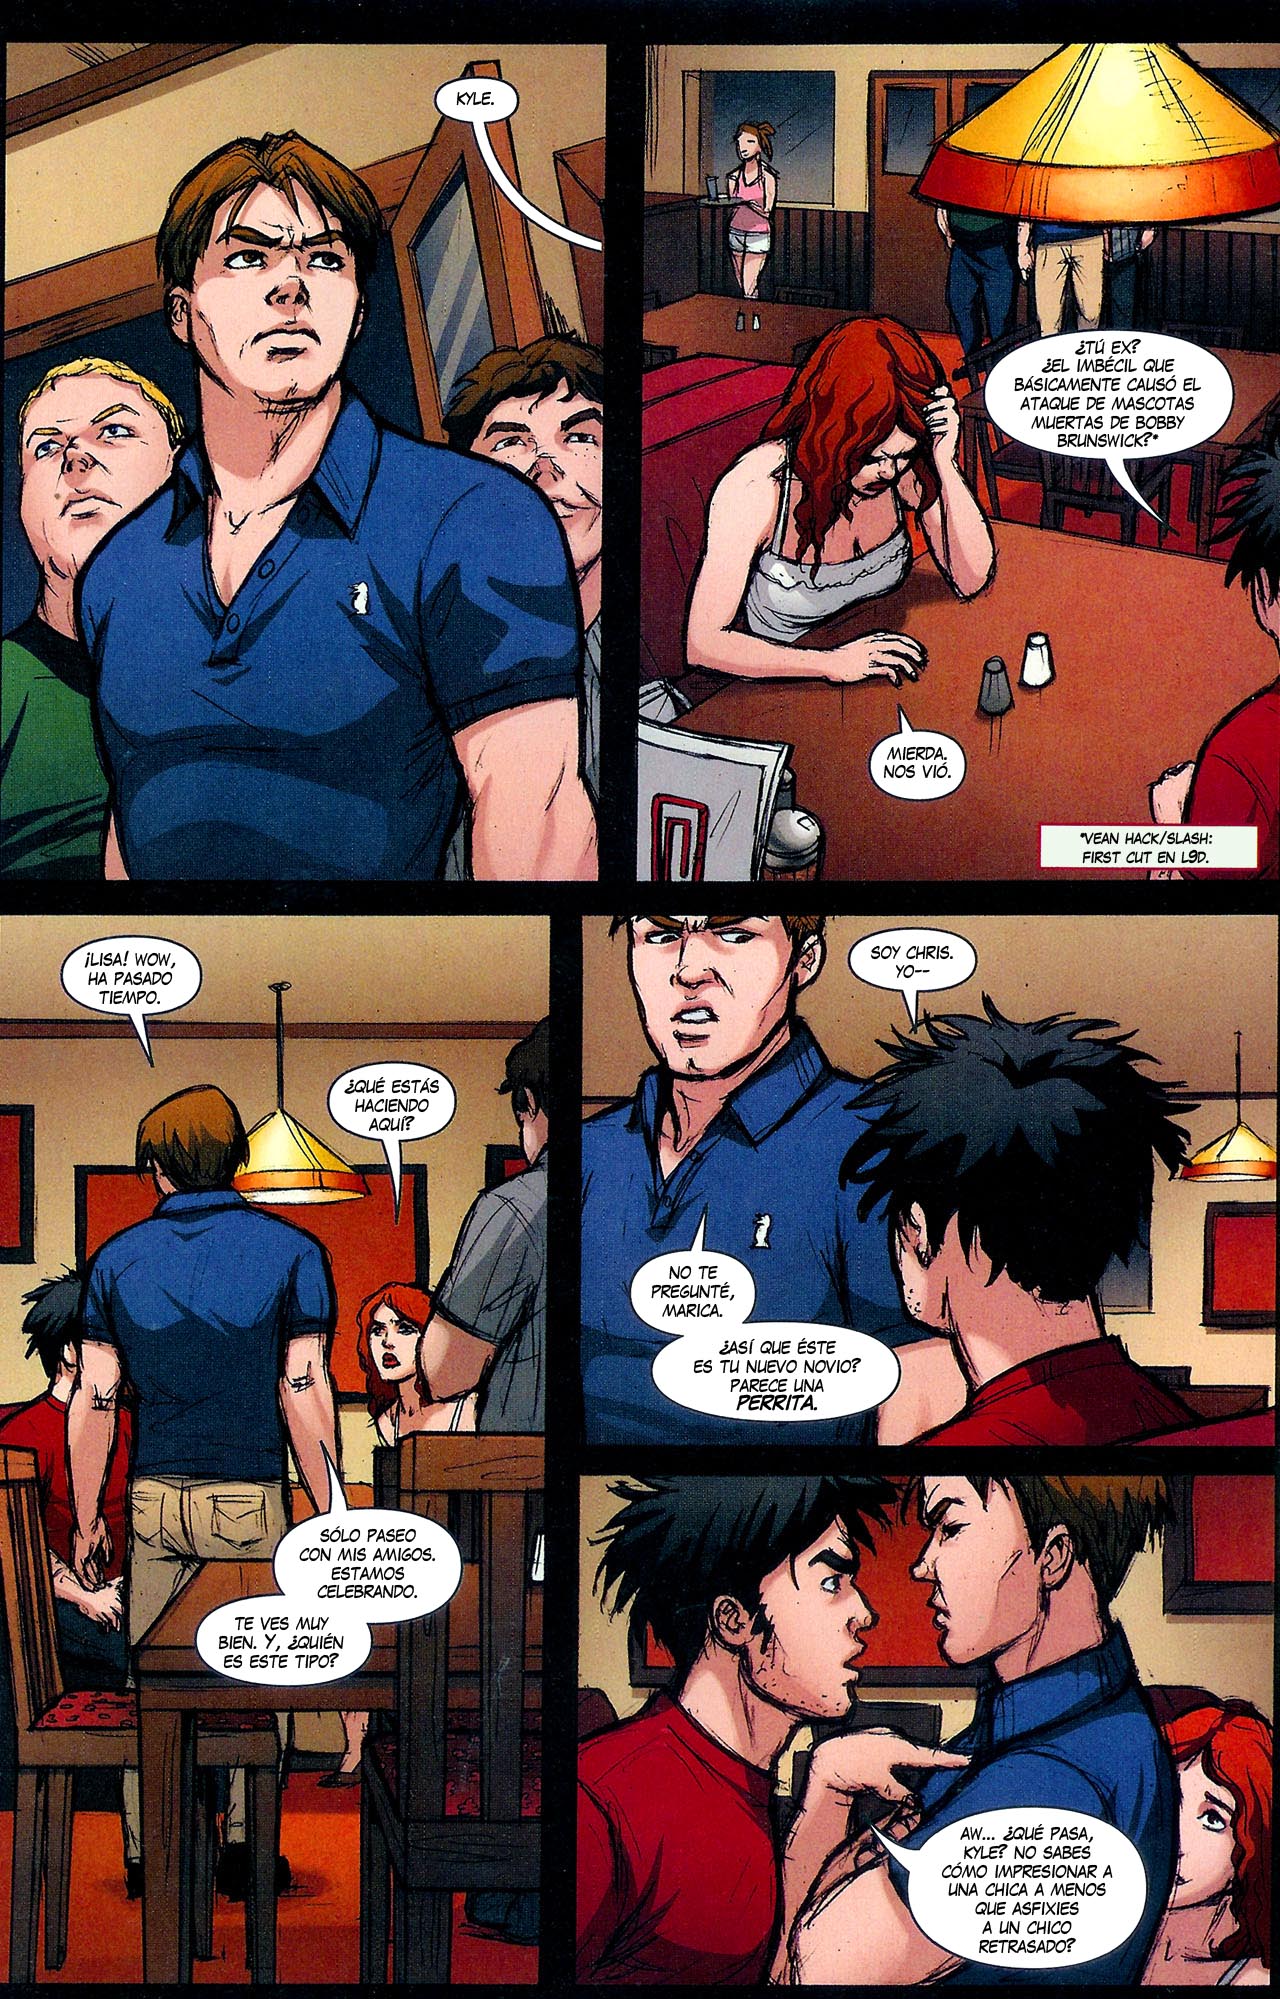 KYLE.
¿TÚ EX?
¿EL IMBÉCIL QUE
BÁSICAMENTE CAUSÓ EL
ATAQUE DE MASCOTAS
MUERTAS DE BOBBY
BRUNSWICK?*
MIERDA.
NOS VIÓ.
*VEAN HACK/SLASH:
FIRST CUT EN L9D.
¡LISA! WOW,
HA PASADO
TIEMPO.
¿QUÉ ESTÁS
HACIENDO
AQUÍ?
SÓLO PASEO
CON MIS AMIGOS.
ESTAMOS
CELEBRANDO.
TE VES MUY
BIEN. Y, ¿QUIÉN
ES ESTE TIPO?
SOY CHRIS.
YO--
NO TE
PREGUNTÉ,
MARICA.
¿ASÍ QUE ÉSTE
ES TU NUEVO NOVIO?
PARECE UNA
PERRITA.
AW... ¿QUÉ PASA,
KYLE? NO SABES
CÓMO IMPRESIONAR A
UNA CHICA A MENOS
QUE ASFIXIES
A UN CHICO
RETRASADO?